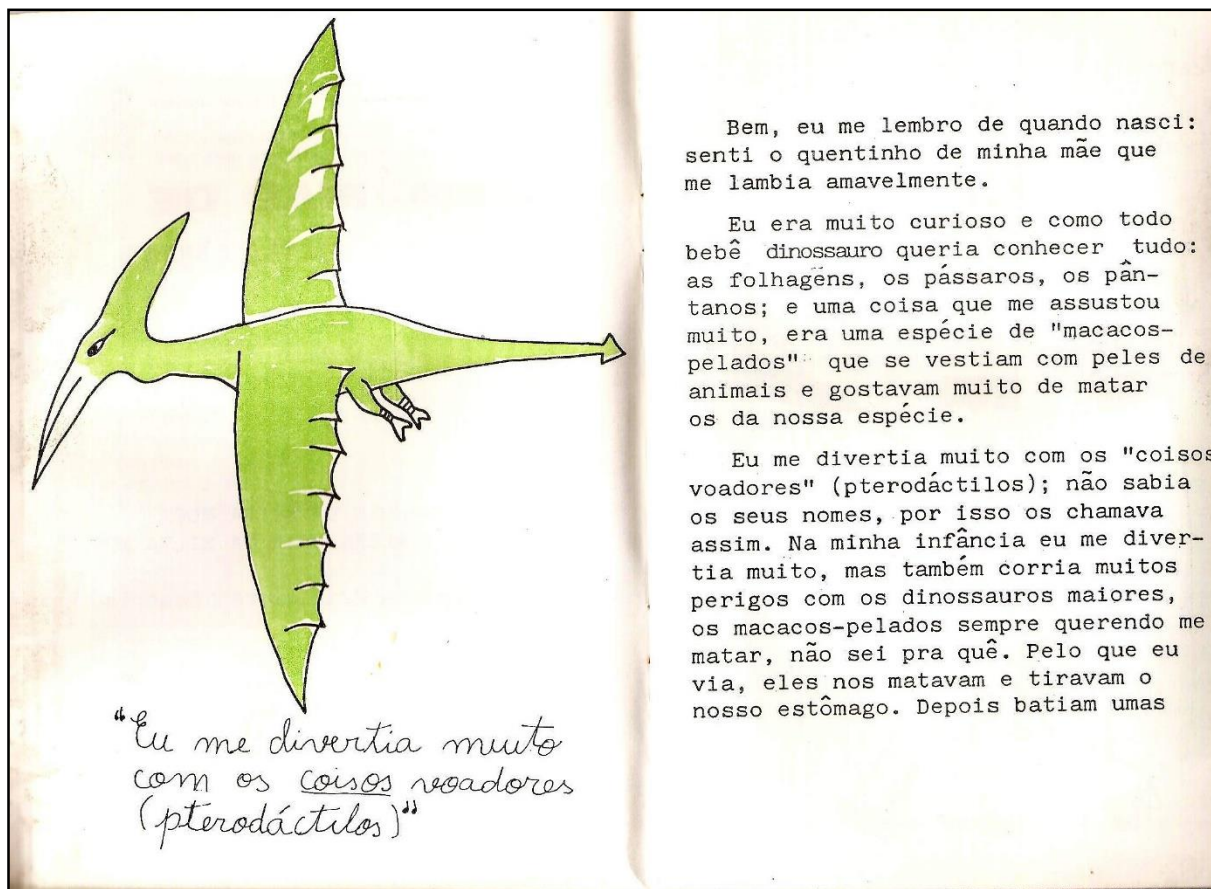 "Eu me divertia muito
com os coisos voadores
(pterodáctilos)"
Bem, eu me lembro de quando nasci:
senti o quentinho de minha mãe que
me lambia amavelmente.
Eu era muito curioso e como todo
bebê dinossauro queria conhecer tudo:
as folhagens, os pássaros, os pân-
tanos; e uma coisa que me assustou
muito, era uma espécie de "macacos-
pelados" que se vestiam com peles de
animais e gostavam muito de matar
os da nossa espécie.
Eu me divertia muito com os "coisos
voadores" (pterodáctilos); não sabia
os seus nomes, por isso os chamava
assim. Na minha infância eu me diver-
tia muito, mas também corria muitos
perigos com os dinossauros maiores,
os macacos-pelados sempre querendo me
matar, não sei pra quê. Pelo que eu
via, eles nos matavam e tiravam o
nosso estômago. Depois batiam umas